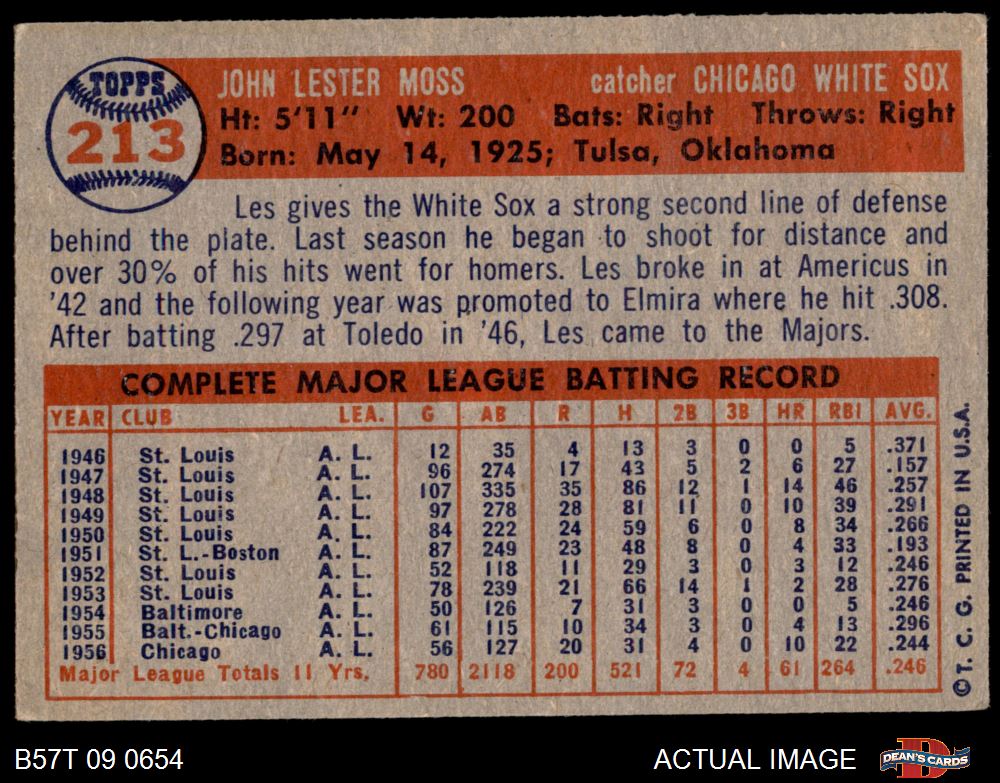 TOPPS
213
JOHN LESTER MOSS catcher CHICAGO WHITE SOX
Ht: 5'11" Wt: 200 Bats: Right Throws: Right
Born: May 14, 1925; Tulsa, Oklahoma
Les gives the White Sox a strong second line of defense
behind the plate. Last season he began to shoot for distance and
over 30% of his hits went for homers. Les broke in at Americus in
'42 and the following year was promoted to Elmira where he hit .308.
After batting .297 at Toledo in '46, Les came to the Majors.
COMPLETE MAJOR LEAGUE BATTING RECORD
YEAR CLUB LEA. G AB R H 2B 3B HR RBI AVG.
1946 St. Louis A. L. 12 35 4 13 3 0 0 5 .371
1947 St. Louis A. L. 96 274 17 43 5 2 6 27 .157
1948 St. Louis A. L. 107 335 35 86 12 1 14 46 .257
1949 St. Louis A. L. 97 278 28 81 11 0 10 39 .291
1950 St. Louis A. L. 84 222 24 59 6 0 8 34 .266
1951 St. L.-Boston A. L. 87 249 23 48 8 0 4 33 .193
1952 St. Louis A. L. 52 118 11 29 3 0 3 12 .246
1953 St. Louis A. L. 78 239 21 66 14 1 2 28 .276
1954 Baltimore A. L. 50 126 7 31 3 0 0 5 .246
1955 Balt.-Chicago A. L. 61 115 10 34 3 0 4 13 .296
1956 Chicago A. L. 56 127 20 31 4 0 10 22 .244
Major League Totals 11 Yrs. 780 2118 200 521 72 4 61 264 .246
©T. C. G. PRINTED IN U.S.A.
B57T 09 0654 ACTUAL IMAGE
DEAN'S CARDS